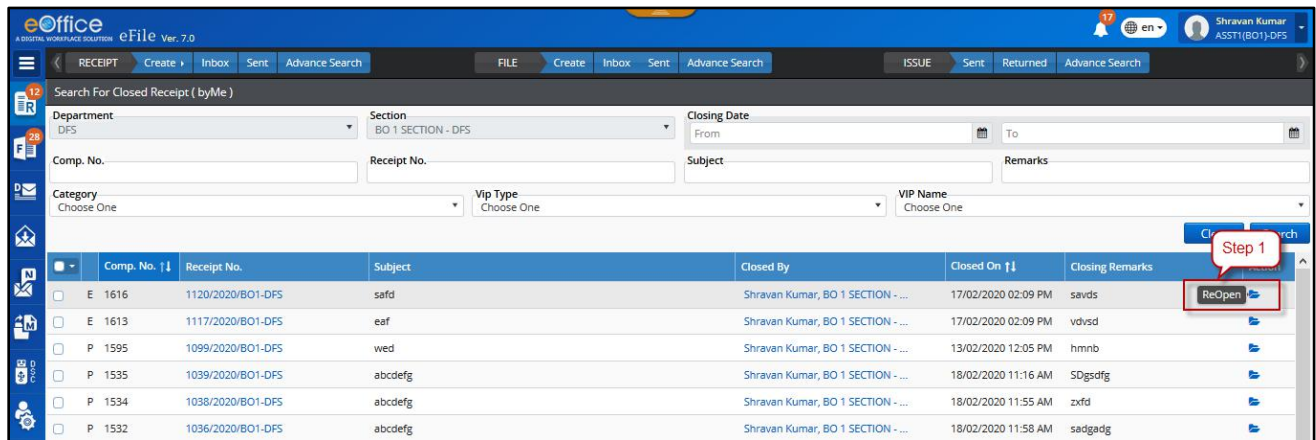 eOffice
A DIGITAL WORKPLACE SOLUTION eFile Ver. 7.0
17 en Shravan Kumar
ASST1(BO1)-DFS
RECEIPT Create Inbox Sent Advance Search FILE Create Inbox Sent Advance Search ISSUE Sent Returned Advance Search
12 R
Search For Closed Receipt ( byMe )
Department Section Closing Date
DFS BO 1 SECTION - DFS From To
28 F
Comp. No. Receipt No. Subject Remarks
D
Category Vip Type VIP Name
Choose One Choose One Choose One
Step 1
Comp. No. Receipt No. Subject Closed By Closed On Closing Remarks Action
N
E 1616 1120/2020/BO1-DFS safd Shravan Kumar, BO 1 SECTION - ... 17/02/2020 02:09 PM savds ReOpen
M
E 1613 1117/2020/BO1-DFS eaf Shravan Kumar, BO 1 SECTION - ... 17/02/2020 02:09 PM vdvsd
P 1595 1099/2020/BO1-DFS wed Shravan Kumar, BO 1 SECTION - ... 13/02/2020 12:05 PM hmnb
DSC
P 1535 1039/2020/BO1-DFS abcdefg Shravan Kumar, BO 1 SECTION - ... 18/02/2020 11:16 AM SDgsdfg
P 1534 1038/2020/BO1-DFS abcdefg Shravan Kumar, BO 1 SECTION - ... 18/02/2020 11:55 AM zxfd
P 1532 1036/2020/BO1-DFS abcdefg Shravan Kumar, BO 1 SECTION - ... 18/02/2020 11:58 AM sadgadg